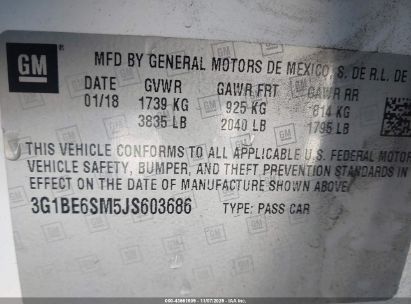 GM
MFD BY GENERAL MOTORS DE MEXICO, S. DE R.L. DE
DATE GVWR GAWR FRT GAWR RR
01/18 1739 KG 925 KG 814 KG
3835 LB 2040 LB 1795 LB
THIS VEHICLE CONFORMS TO ALL APPLICABLE U.S. FEDERAL MOTOR
VEHICLE SAFETY, BUMPER, AND THEFT PREVENTION STANDARDS
IN EFFECT ON THE DATE OF MANUFACTURE SHOWN ABOVE
3G1BE6SM5JS603686 TYPE: PASS CAR